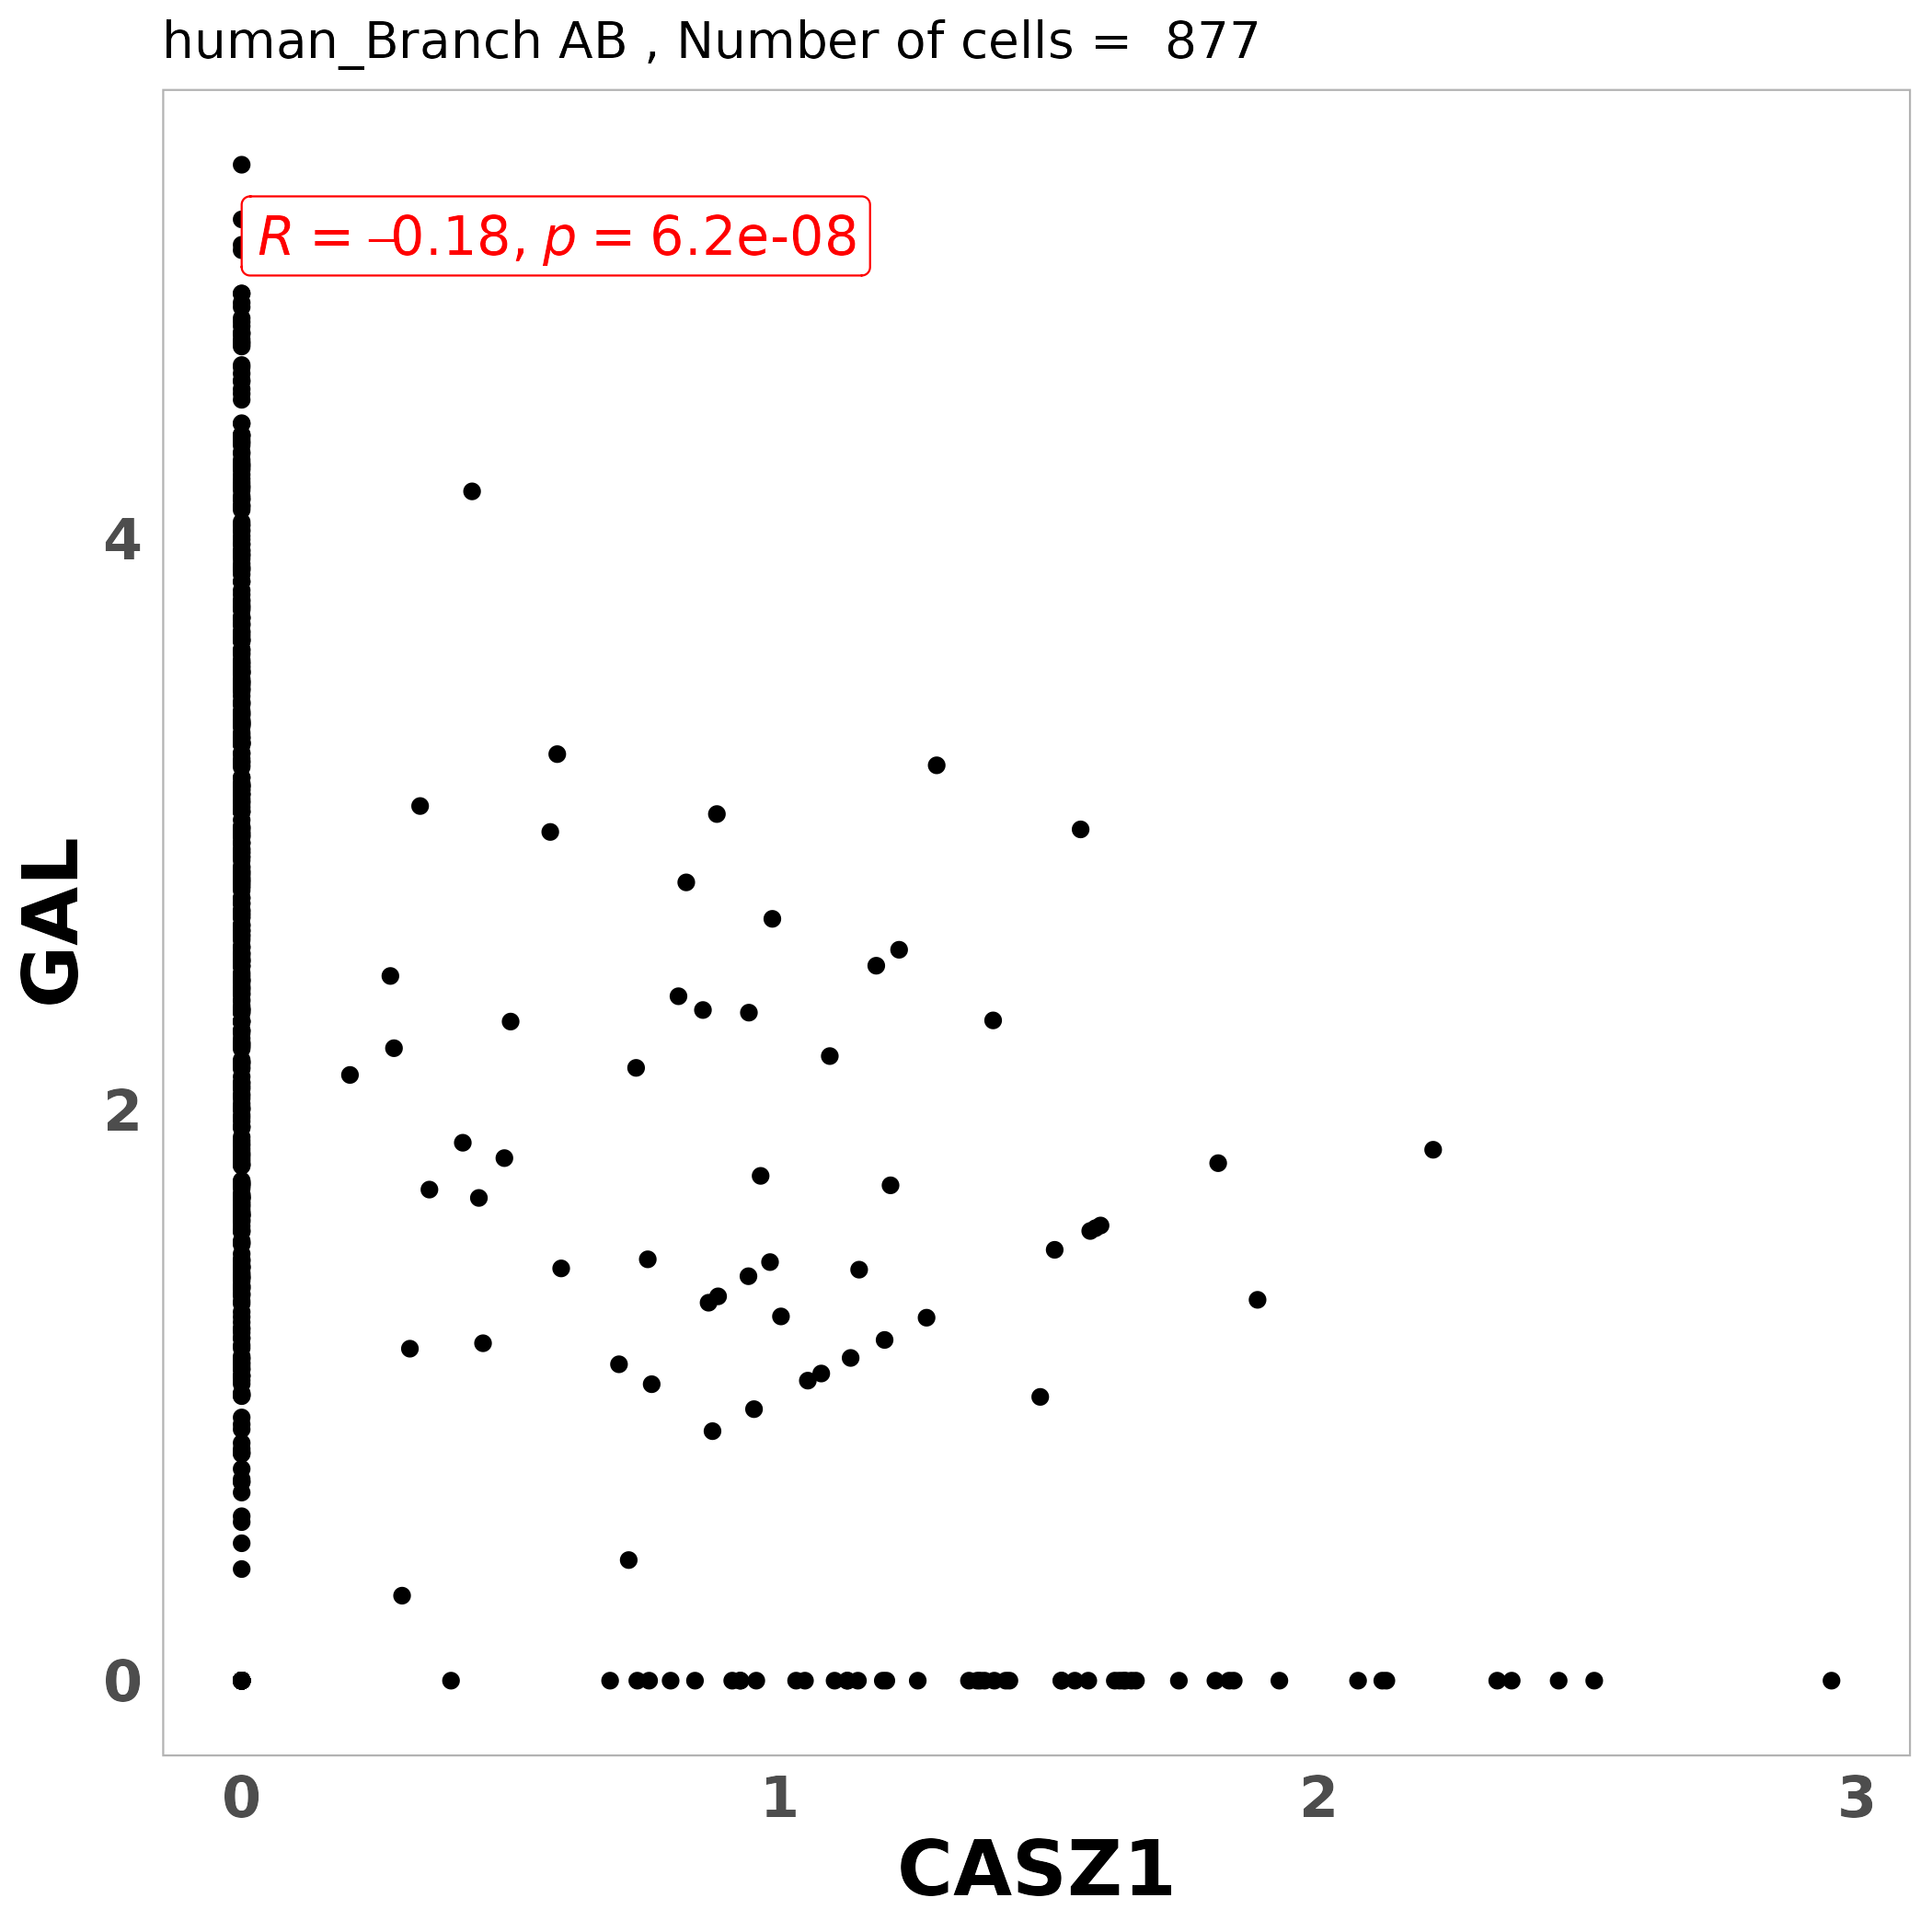 human_Branch AB , Number of cells =  877
R = –0.18, p = 6.2e-08
GAL
4
2
0
0 1 2 3
CASZ1